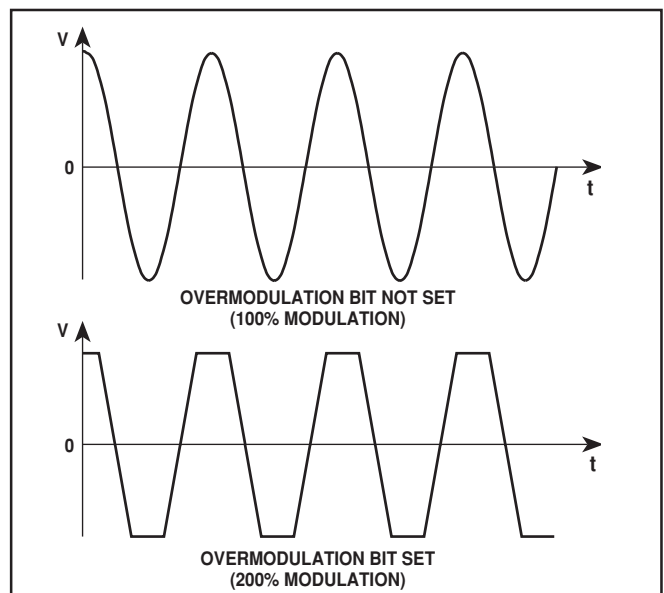 V
0
t
OVERMODULATION BIT NOT SET
(100% MODULATION)
V
0
t
OVERMODULATION BIT SET
(200% MODULATION)